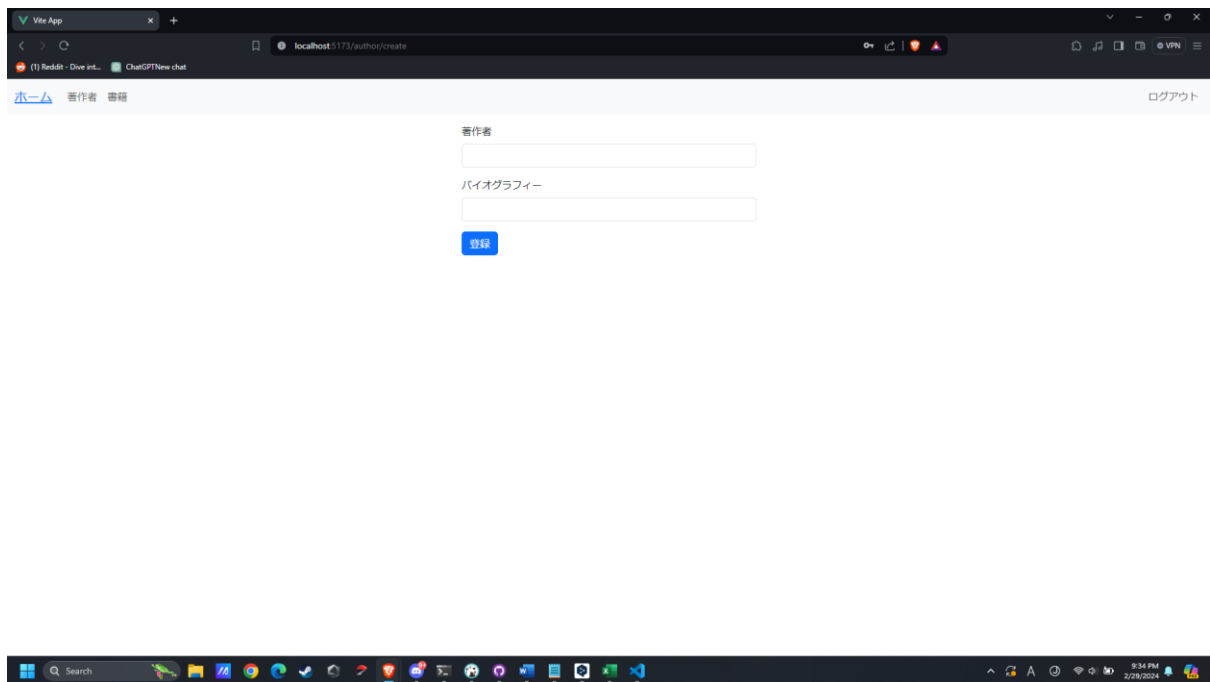 Vite App
localhost:5173/author/create
VPN
(1) Reddit - Dive int... ChatGPTNew chat
ホーム 著作者 書籍 ログアウト
著作者
バイオグラフィー
登録
Search
9:34 PM
2/29/2024